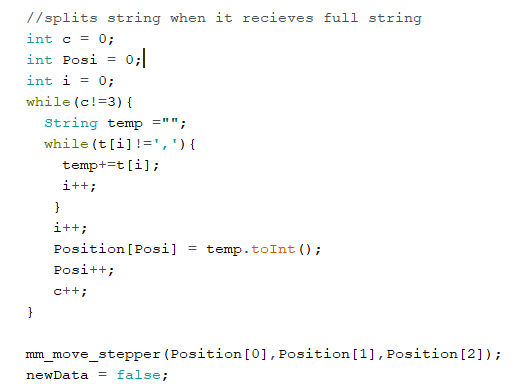 //splits string when it recieves full string
int c = 0;
int Posi = 0;
int i = 0;
while(c!=3){
String temp ="";
while(t[i]!=','){
temp+=t[i];
i++;
}
i++;
Position[Posi] = temp.toInt();
Posi++;
c++;
}
mm_move_stepper(Position[0],Position[1],Position[2]);
newData = false;